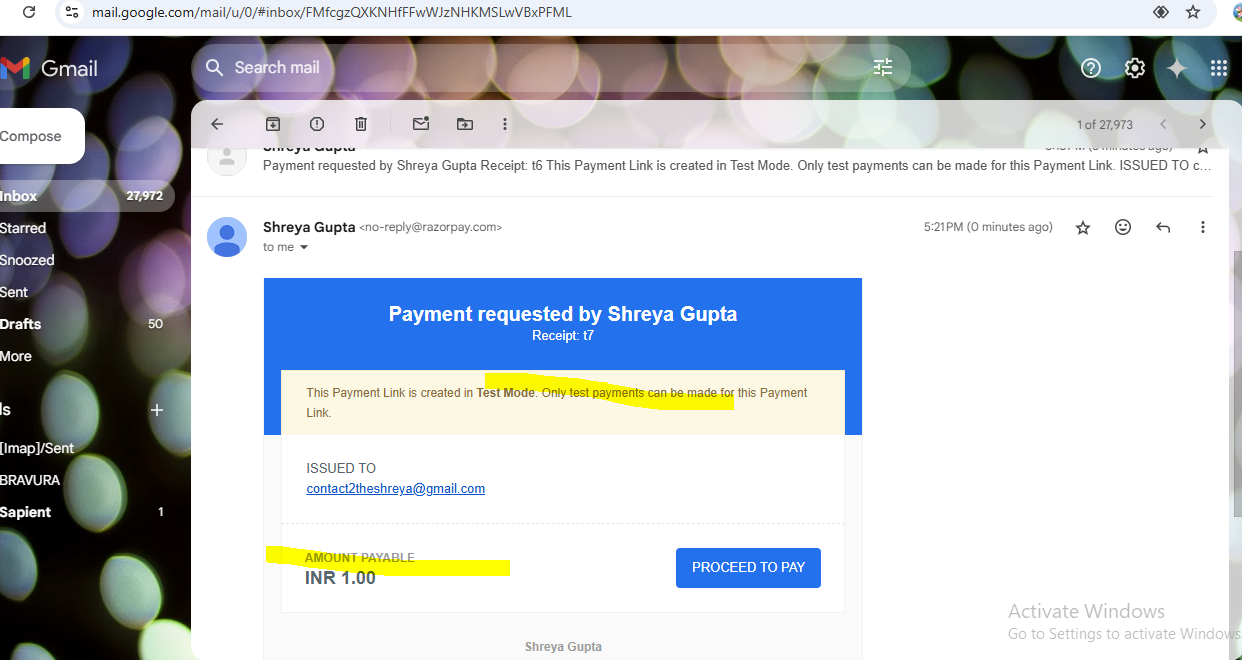 mail.google.com/mail/u/0/#inbox/FMfcgzQXKNHfFFwWJzNHKMSLwVBxPFML
Gmail
Search mail
Compose
1 of 27,973
Inbox 27,972
Starred
Snoozed
Sent
Drafts 50
More
ls
[Imap]/Sent
BRAVURA
Sapient 1
Shreya Gupta
Payment requested by Shreya Gupta Receipt: t6 This Payment Link is created in Test Mode. Only test payments can be made for this Payment Link. ISSUED TO c...
Shreya Gupta <no-reply@razorpay.com> 5:21 PM (0 minutes ago)
to me
Payment requested by Shreya Gupta
Receipt: t7
This Payment Link is created in Test Mode. Only test payments can be made for this Payment
Link.
ISSUED TO
contact2theshreya@gmail.com
AMOUNT PAYABLE
INR 1.00
PROCEED TO PAY
Shreya Gupta
Activate Windows
Go to Settings to activate Windows